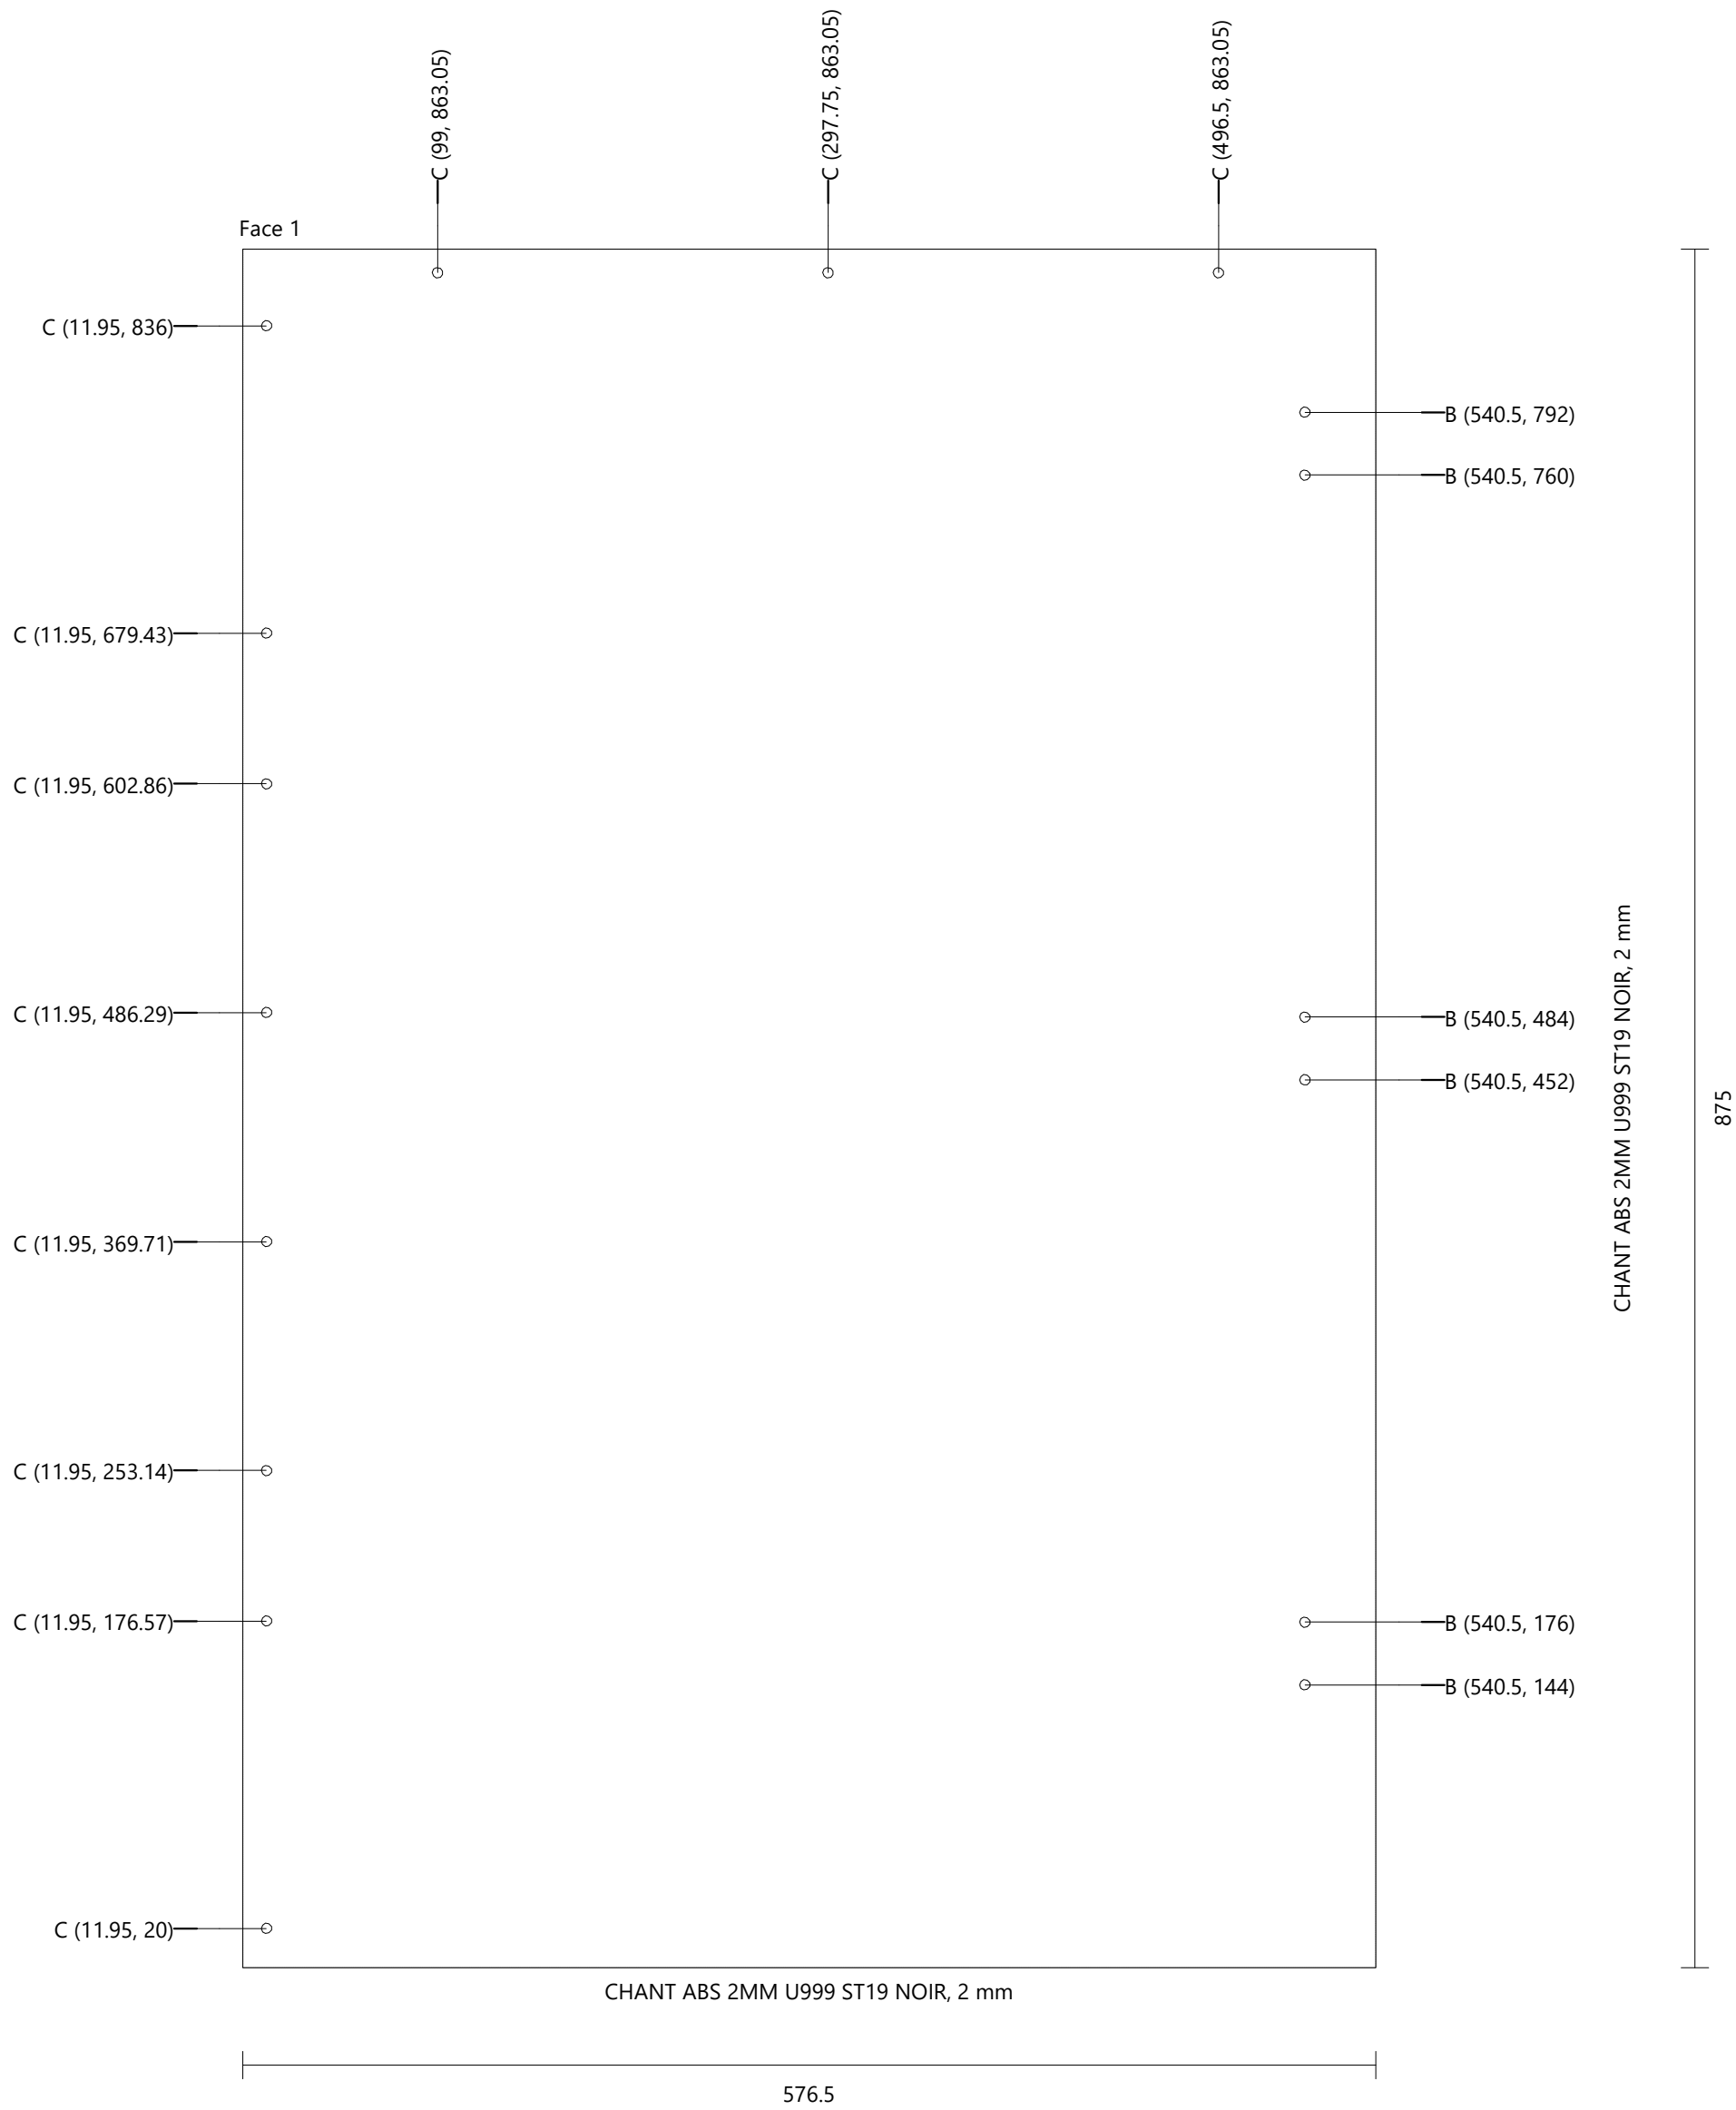 C (99, 863.05)
C (297.75, 863.05)
C (496.5, 863.05)
Face 1
C (11.95, 836)
B (540.5, 792)
B (540.5, 760)
C (11.95, 679.43)
C (11.95, 602.86)
C (11.95, 486.29)
B (540.5, 484)
B (540.5, 452)
CHANT ABS 2MM U999 ST19 NOIR, 2 mm
875
C (11.95, 369.71)
C (11.95, 253.14)
C (11.95, 176.57)
B (540.5, 176)
B (540.5, 144)
C (11.95, 20)
CHANT ABS 2MM U999 ST19 NOIR, 2 mm
576.5